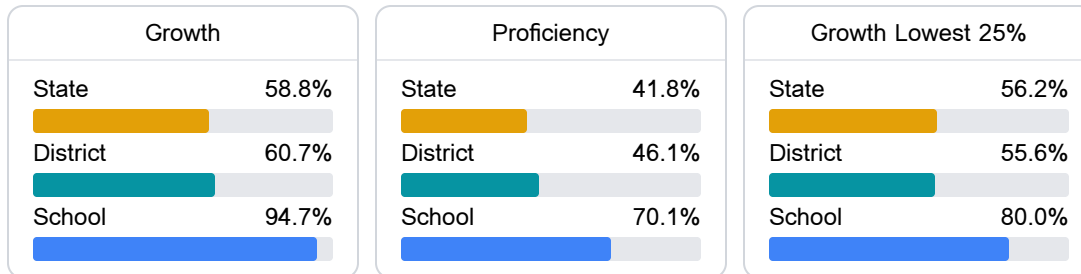 Growth
State 58.8%
District 60.7%
School 94.7%
Proficiency
State 41.8%
District 46.1%
School 70.1%
Growth Lowest 25%
State 56.2%
District 55.6%
School 80.0%